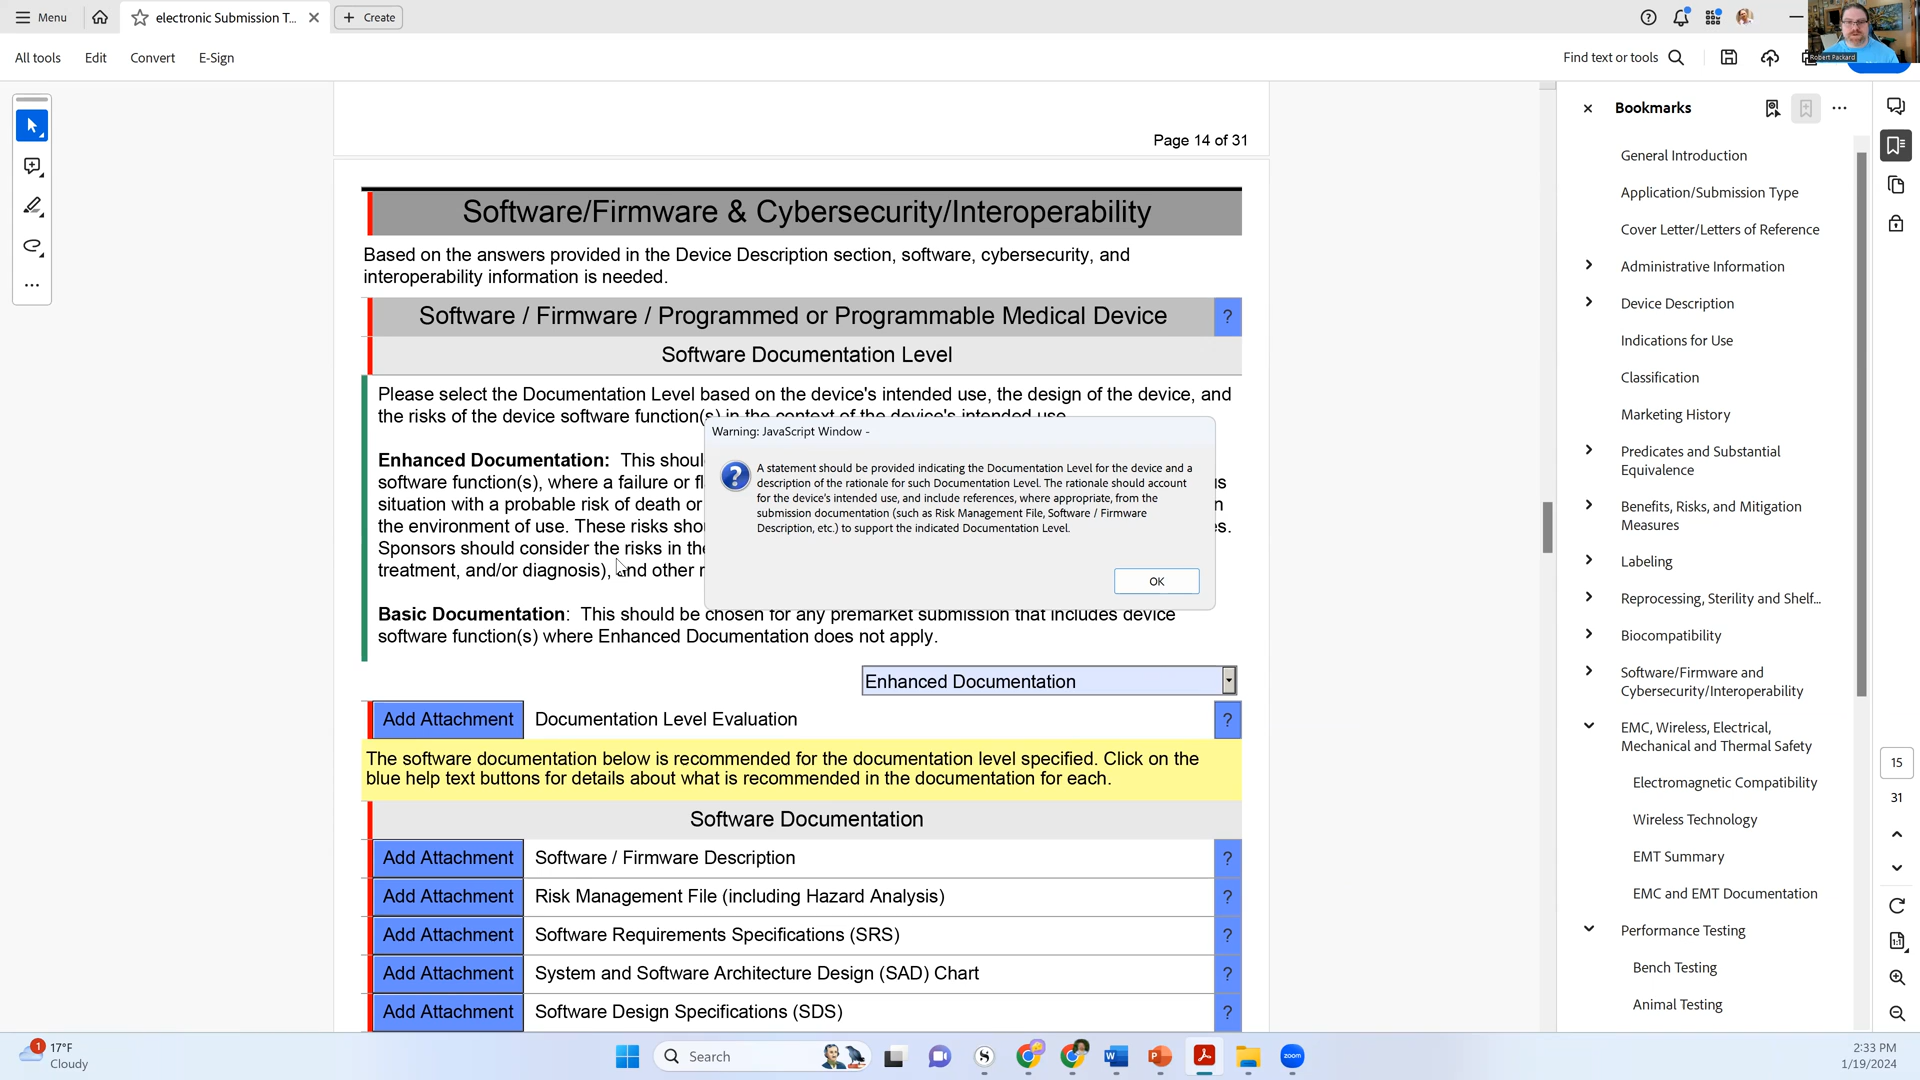 Menu
electronic Submission T...
Create
All tools
Edit
Convert
E-Sign
Find text or tools
Robert Packard
Page 14 of 31
Software/Firmware & Cybersecurity/Interoperability
Based on the answers provided in the Device Description section, software, cybersecurity, and
interoperability information is needed.
Software / Firmware / Programmed or Programmable Medical Device
?
Software Documentation Level
Please select the Documentation Level based on the device's intended use, the design of the device, and
the risks of the device software function(s) in the context of the device's intended use.
Enhanced Documentation: This shoul
software function(s), where a failure or fl
situation with a probable risk of death or
the environment of use. These risks shou
Sponsors should consider the risks in the
treatment, and/or diagnosis), and other r
Warning: JavaScript Window -
?
A statement should be provided indicating the Documentation Level for the device and a
description of the rationale for such Documentation Level. The rationale should account
for the device's intended use, and include references, where appropriate, from the
submission documentation (such as Risk Management File, Software / Firmware
Description, etc.) to support the indicated Documentation Level.
OK
Basic Documentation: This should be chosen for any premarket submission that includes device
software function(s) where Enhanced Documentation does not apply.
Enhanced Documentation
Add Attachment Documentation Level Evaluation ?
The software documentation below is recommended for the documentation level specified. Click on the
blue help text buttons for details about what is recommended in the documentation for each.
Software Documentation
Add Attachment Software / Firmware Description ?
Add Attachment Risk Management File (including Hazard Analysis) ?
Add Attachment Software Requirements Specifications (SRS) ?
Add Attachment System and Software Architecture Design (SAD) Chart ?
Add Attachment Software Design Specifications (SDS) ?
Bookmarks
General Introduction
Application/Submission Type
Cover Letter/Letters of Reference
Administrative Information
Device Description
Indications for Use
Classification
Marketing History
Predicates and Substantial
Equivalence
Benefits, Risks, and Mitigation
Measures
Labeling
Reprocessing, Sterility and Shelf...
Biocompatibility
Software/Firmware and
Cybersecurity/Interoperability
EMC, Wireless, Electrical,
Mechanical and Thermal Safety
Electromagnetic Compatibility
Wireless Technology
EMT Summary
EMC and EMT Documentation
Performance Testing
Bench Testing
Animal Testing
15
31
1
17°F
Cloudy
Search
zoom
2:33 PM
1/19/2024